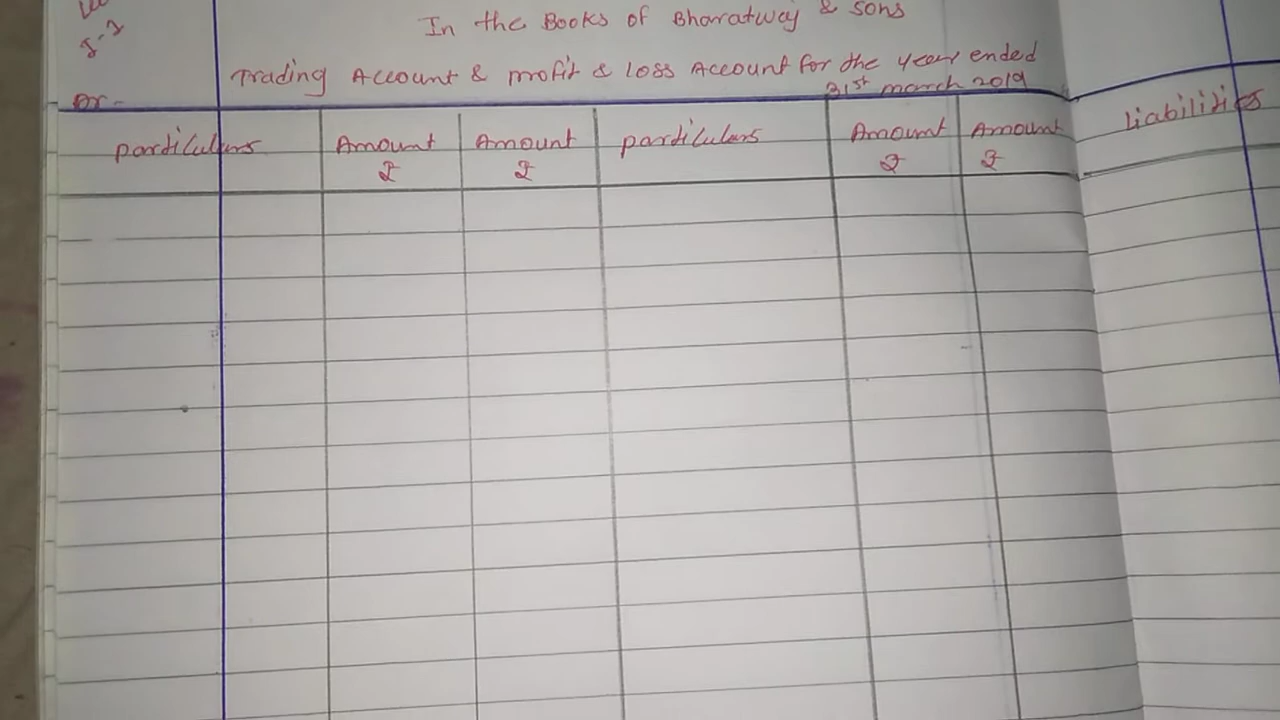 In the Books of Bharatway & sons
Trading Account & profit & loss Account for the year ended
31st march 2019
Dr.
particulars Amount ₹ Amount ₹ particulars Amount ₹ Amount ₹
liabilities